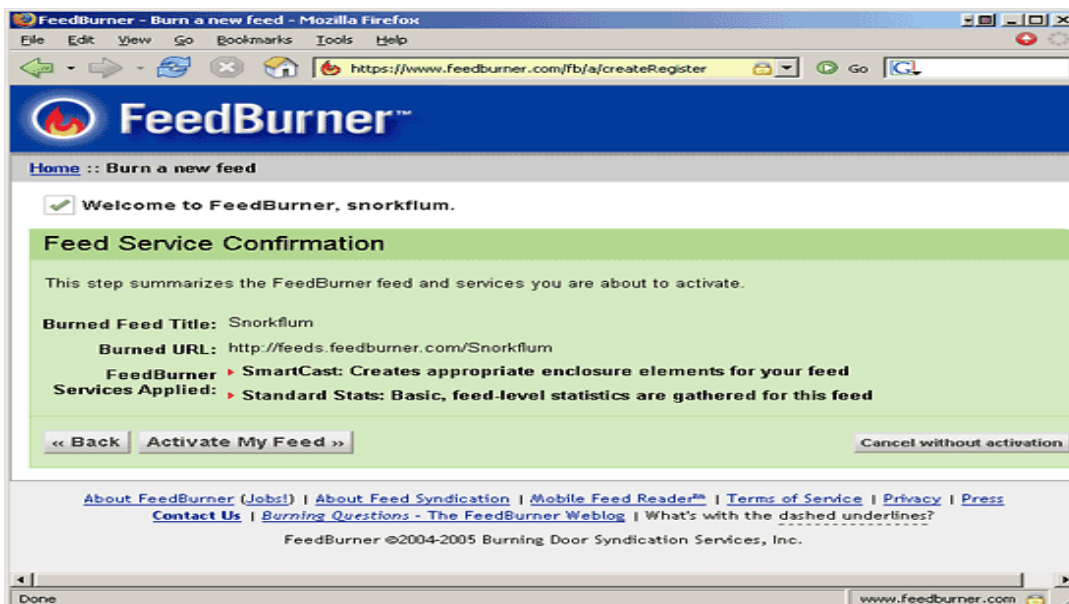 FeedBurner - Burn a new feed - Mozilla Firefox
File Edit View Go Bookmarks Tools Help
https://www.feedburner.com/fb/a/createRegister Go G
FeedBurner™
Home :: Burn a new feed
Welcome to FeedBurner, snorkflum.
Feed Service Confirmation
This step summarizes the FeedBurner feed and services you are about to activate.
Burned Feed Title: Snorkflum
Burned URL: http://feeds.feedburner.com/Snorkflum
FeedBurner Services Applied:
SmartCast: Creates appropriate enclosure elements for your feed
Standard Stats: Basic, feed-level statistics are gathered for this feed
‹‹ Back Activate My Feed ›› Cancel without activation
About FeedBurner (Jobs!) | About Feed Syndication | Mobile Feed Reader℠ | Terms of Service | Privacy | Press
Contact Us | Burning Questions - The FeedBurner Weblog | What's with the dashed underlines?
FeedBurner ©2004-2005 Burning Door Syndication Services, Inc.
Done www.feedburner.com